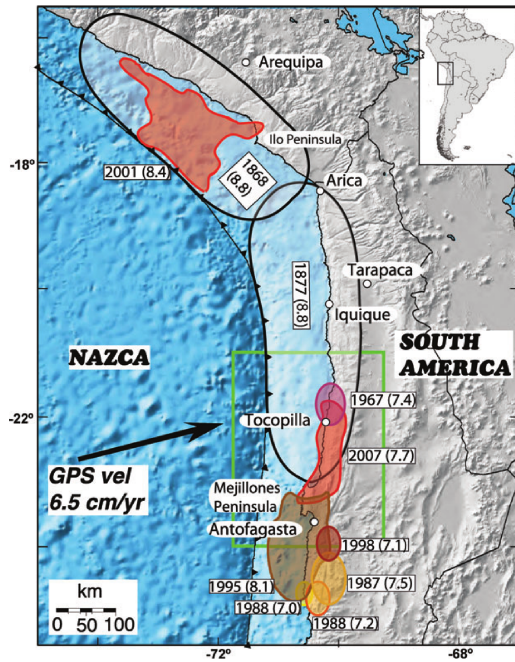 Arequipa
-18°
Ilo Peninsula
2001 (8.4)
1868
(8.8)
Arica
1877 (8.8)
Tarapaca
Iquique
NAZCA
SOUTH
AMERICA
1967 (7.4)
-22°
Tocopilla
2007 (7.7)
GPS vel
6.5 cm/yr
Mejillones
Peninsula
Antofagasta
1998 (7.1)
km
1995 (8.1)
1987 (7.5)
0 50 100
1988 (7.0)
1988 (7.2)
-72°
-68°